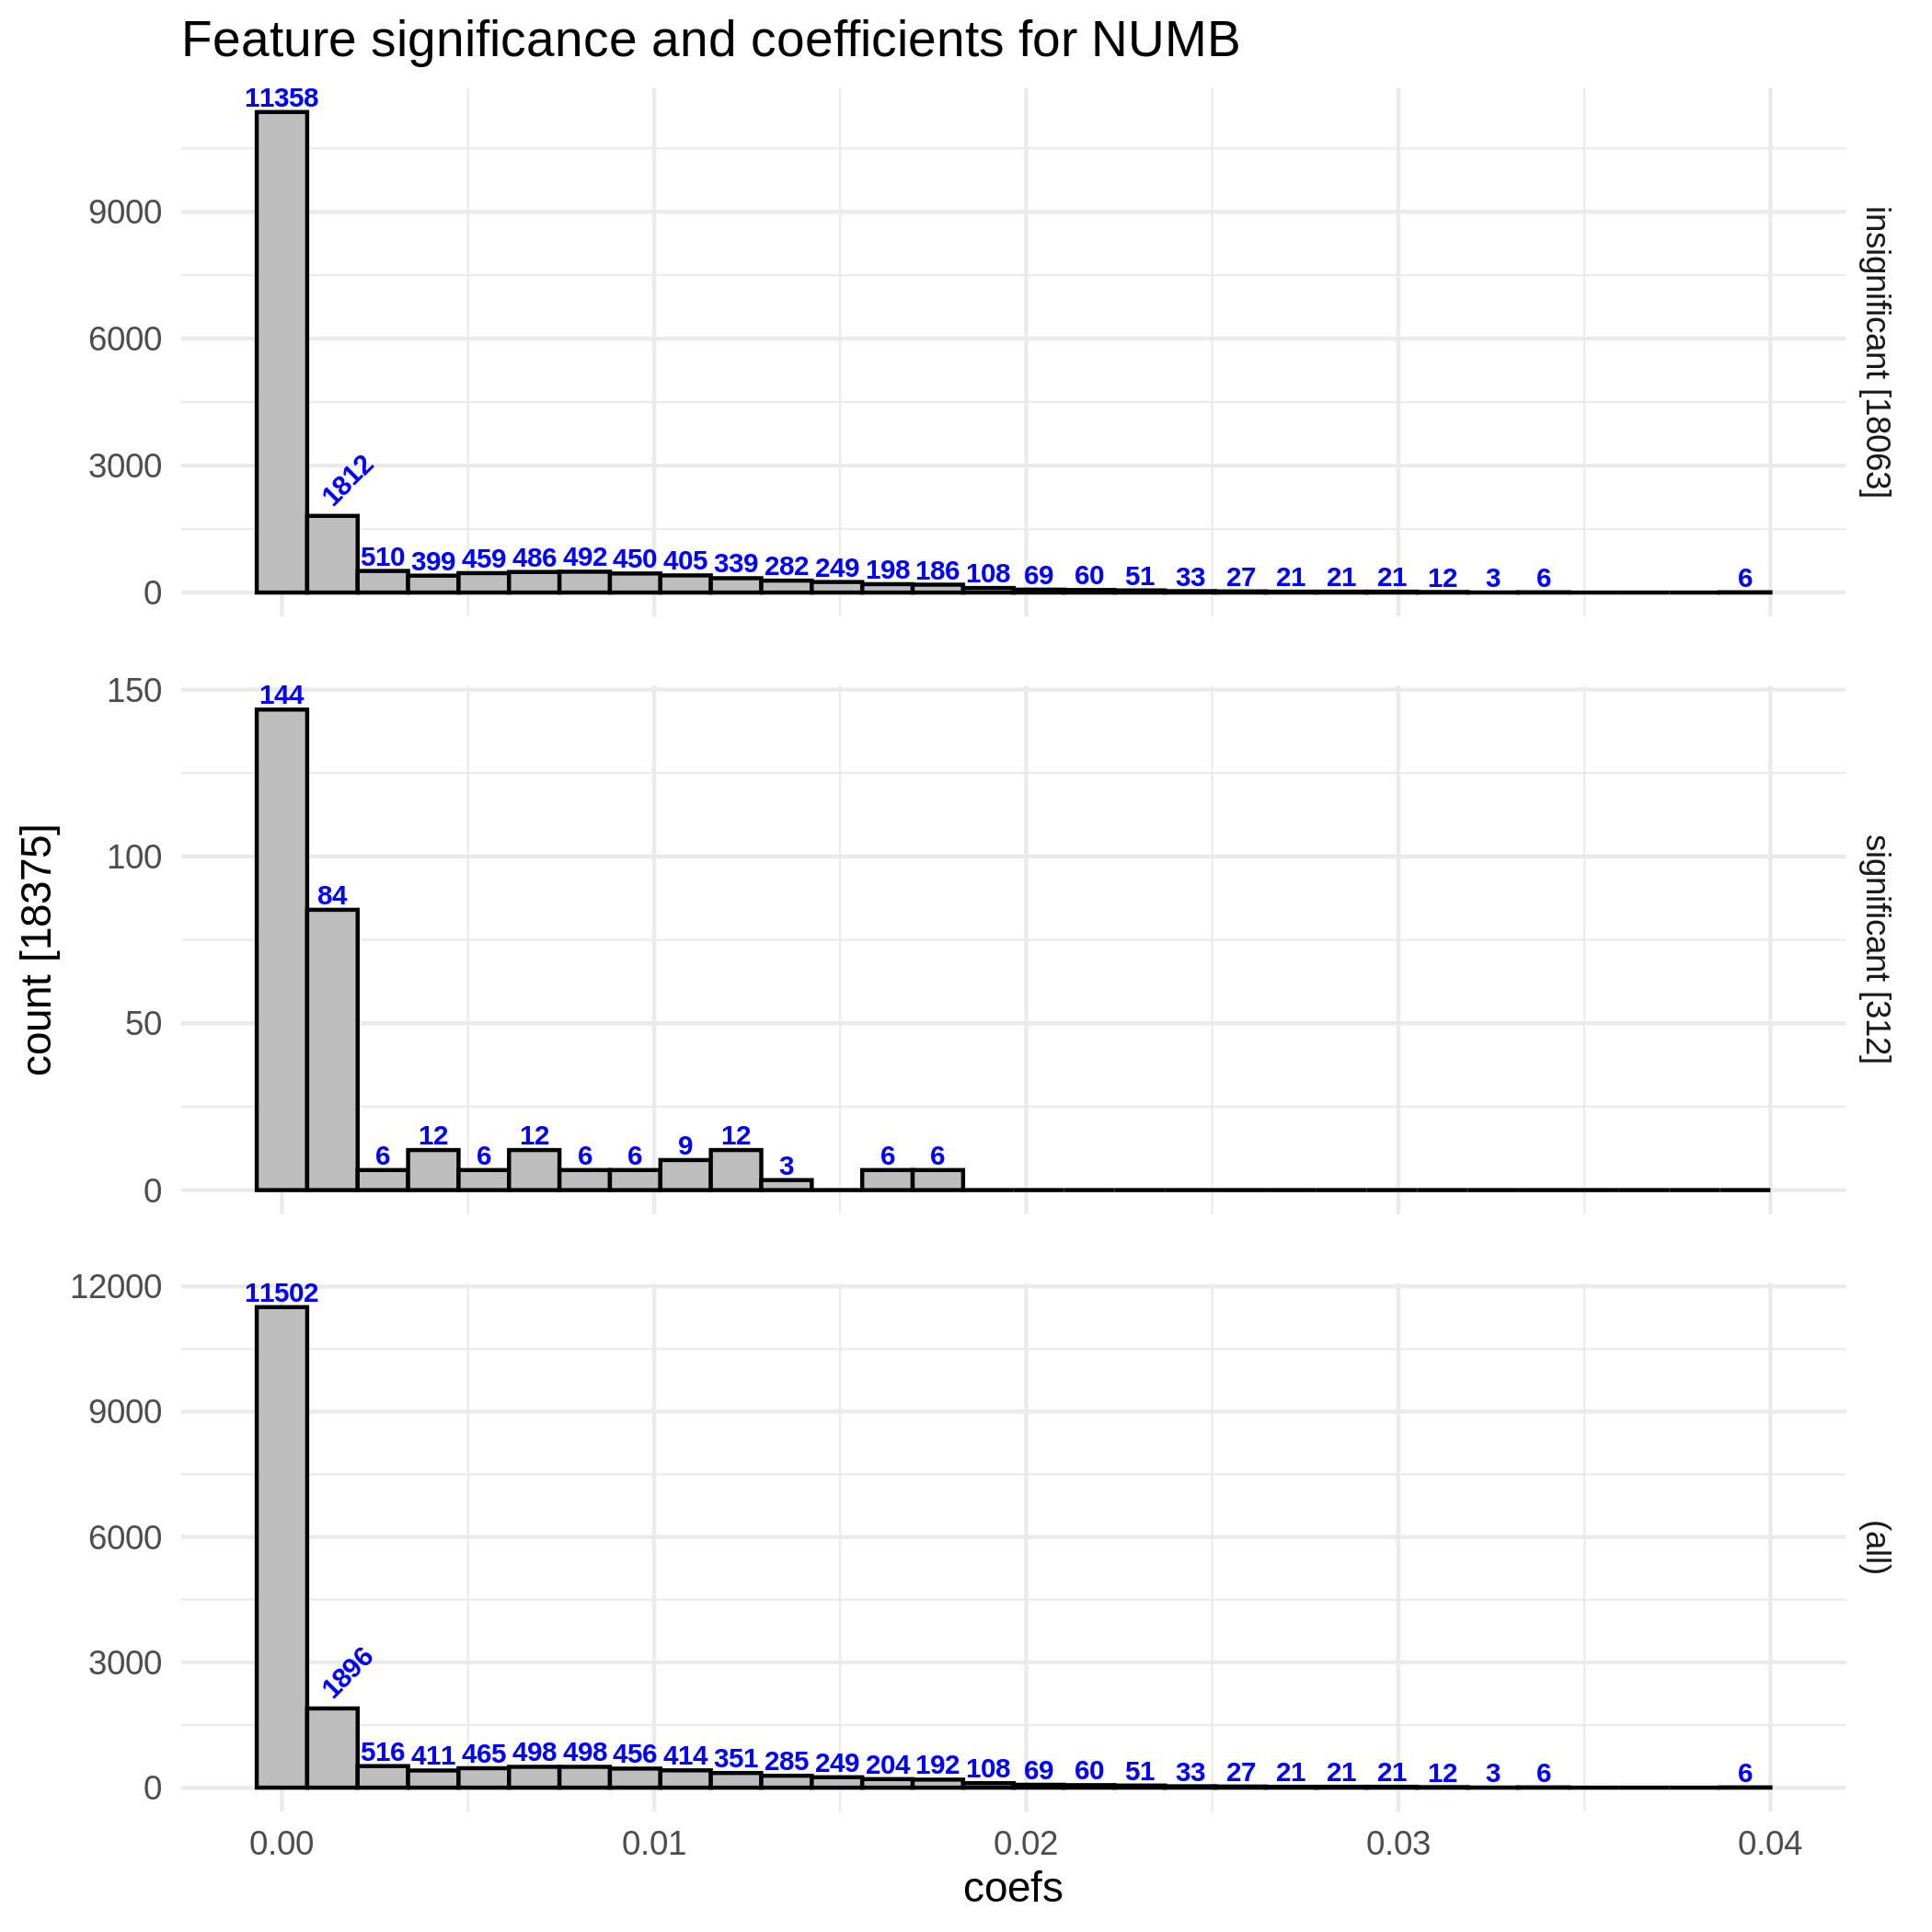 Feature significance and coefficients for NUMB
11358
1812
510 399 459 486 492 450 405 339 282 249 198 186 108 69 60 51 33 27 21 21 21 12 3 6 6
9000
6000
3000
0
insignificant [18063]
144
84
6 12 6 12 6 6 9 12 3 6 6
150
100
50
0
significant [312]
count [18375]
11502
1896
516 411 465 498 498 456 414 351 285 249 204 192 108 69 60 51 33 27 21 21 21 12 3 6 6
12000
9000
6000
3000
0
(all)
0.00 0.01 0.02 0.03 0.04
coefs